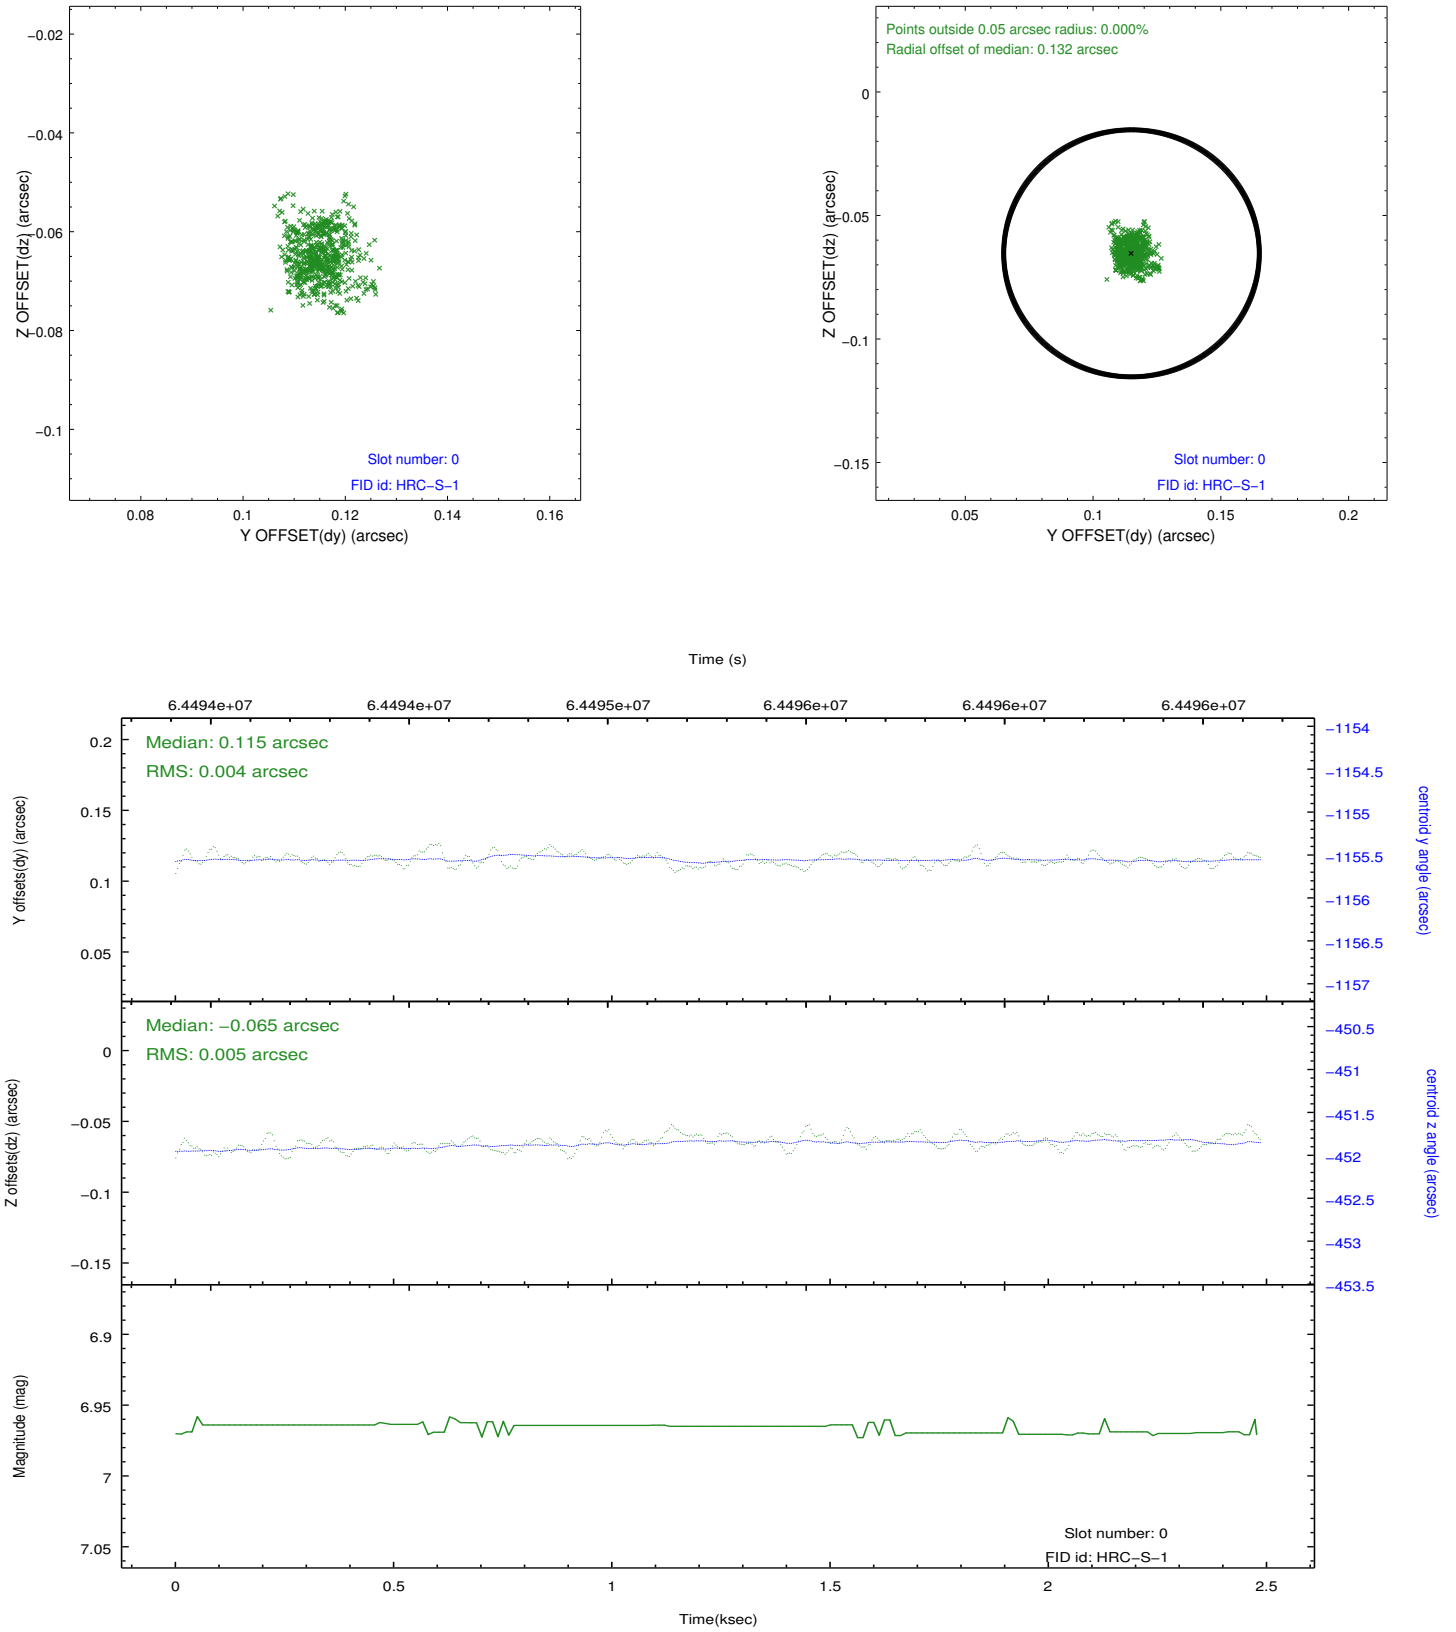 −0.02
−0.04
−0.06
−0.08
−0.1
Z OFFSET(dz) (arcsec)
Slot number: 0
FID id: HRC−S−1
0.08
0.1
0.12
0.14
0.16
Y OFFSET(dy) (arcsec)
Points outside 0.05 arcsec radius: 0.000%
Radial offset of median: 0.132 arcsec
0
−0.05
−0.1
−0.15
Z OFFSET(dz) (arcsec)
Slot number: 0
FID id: HRC−S−1
0.05
0.1
0.15
0.2
Y OFFSET(dy) (arcsec)
Time (s)
6.4494e+07
6.4494e+07
6.4495e+07
6.4496e+07
6.4496e+07
6.4496e+07
Median: 0.115 arcsec
RMS: 0.004 arcsec
0.2
0.15
0.1
0.05
Y offsets(dy) (arcsec)
−1154
−1154.5
−1155
−1155.5
−1156
−1156.5
−1157
centroid y angle (arcsec)
Median: −0.065 arcsec
RMS: 0.005 arcsec
0
−0.05
−0.1
−0.15
Z offsets(dz) (arcsec)
−450.5
−451
−451.5
−452
−452.5
−453
−453.5
centroid z angle (arcsec)
6.9
6.95
7
7.05
Magnitude (mag)
Slot number: 0
FID id: HRC−S−1
0
0.5
1
1.5
2
2.5
Time(ksec)